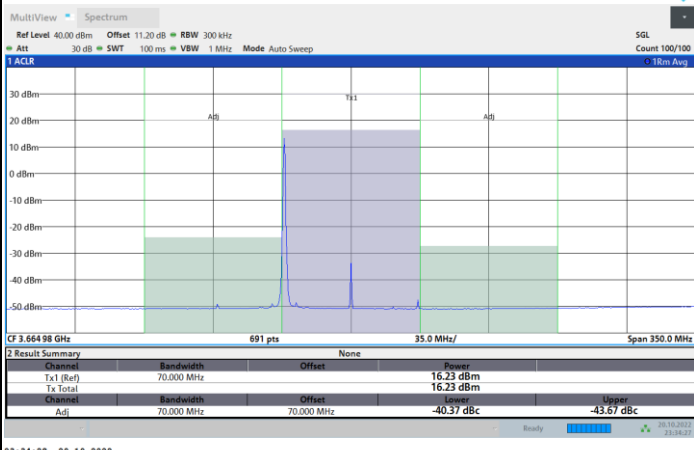 MultiView Spectrum
Ref Level 40.00 dBm Offset 11.20 dB RBW 300 kHz SGL
Att 30 dB SWT 100 ms VBW 1 MHz Mode Auto Sweep Count 100/100
1 ACLR 1Rm Avg
30 dBm
Tx1
20 dBm
Adj Adj
10 dBm
0 dBm
-10 dBm
-20 dBm
-30 dBm
-40 dBm
-50 dBm
CF 3.66498 GHz 691 pts 35.0 MHz/ Span 350.0 MHz
2 Result Summary None
Channel Bandwidth Offset Power
Tx1 (Ref) 70.000 MHz 16.23 dBm
Tx Total 16.23 dBm
Channel Bandwidth Offset Lower Upper
Adj 70.000 MHz 70.000 MHz -40.37 dBc -43.67 dBc
Ready 20.10.2022
23:34:27